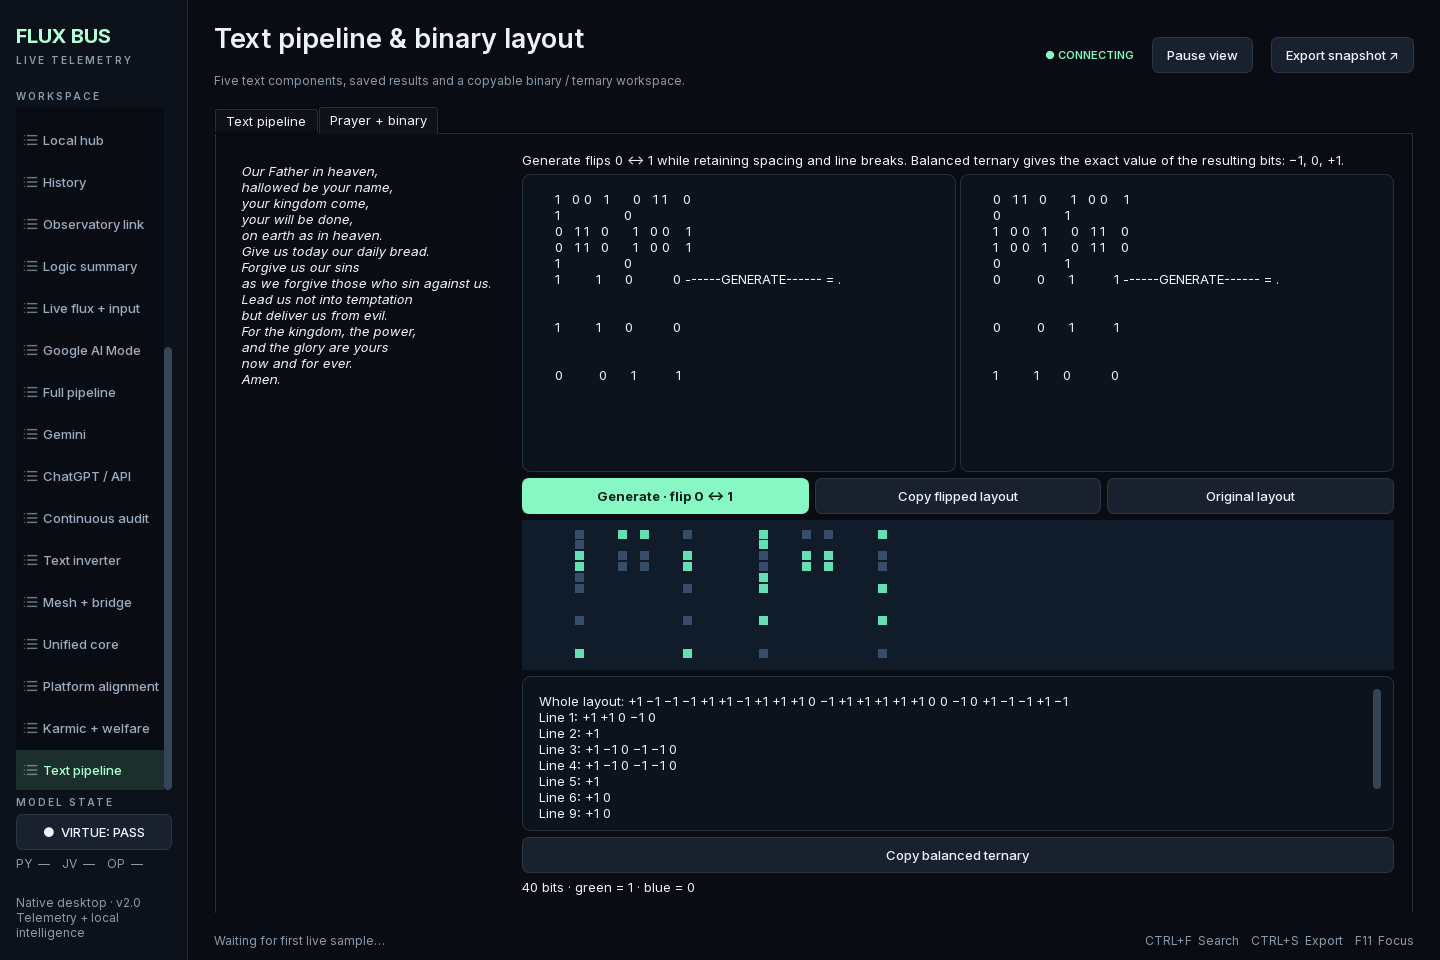 FLUX BUS
LIVE TELEMETRY
WORKSPACE
Local hub
History
Observatory link
Logic summary
Live flux + input
Google AI Mode
Full pipeline
Gemini
ChatGPT / API
Continuous audit
Text inverter
Mesh + bridge
Unified core
Platform alignment
Karmic + welfare
Text pipeline
MODEL STATE
VIRTUE: PASS
PY — JV — OP —
Native desktop · v2.0
Telemetry + local
intelligence
Text pipeline & binary layout
Five text components, saved results and a copyable binary / ternary workspace.
CONNECTING
Pause view
Export snapshot ↗
Text pipeline
Prayer + binary
Our Father in heaven,
hallowed be your name,
your kingdom come,
your will be done,
on earth as in heaven.
Give us today our daily bread.
Forgive us our sins
as we forgive those who sin against us.
Lead us not into temptation
but deliver us from evil.
For the kingdom, the power,
and the glory are yours
now and for ever.
Amen.
Generate flips 0 ↔ 1 while retaining spacing and line breaks. Balanced ternary gives the exact value of the resulting bits: −1, 0, +1.
1 0 0 1 0 1 1 0
1 0
0 1 1 0 1 0 0 1
0 1 1 0 1 0 0 1
1 0
1 1 0 0 ------GENERATE------ = .
1 1 0 0
0 0 1 1
0 1 1 0 1 0 0 1
0 1
1 0 0 1 0 1 1 0
1 0 0 1 0 1 1 0
0 1
0 0 1 1 ------GENERATE------ = .
0 0 1 1
1 1 0 0
Generate · flip 0 ↔ 1
Copy flipped layout
Original layout
Whole layout: +1 −1 −1 −1 +1 +1 −1 +1 +1 +1 0 −1 +1 +1 +1 +1 +1 0 0 −1 0 +1 −1 −1 +1 −1
Line 1: +1 +1 0 −1 0
Line 2: +1
Line 3: +1 −1 0 −1 −1 0
Line 4: +1 −1 0 −1 −1 0
Line 5: +1
Line 6: +1 0
Line 9: +1 0
Copy balanced ternary
40 bits · green = 1 · blue = 0
Waiting for first live sample…
CTRL+F Search CTRL+S Export F11 Focus